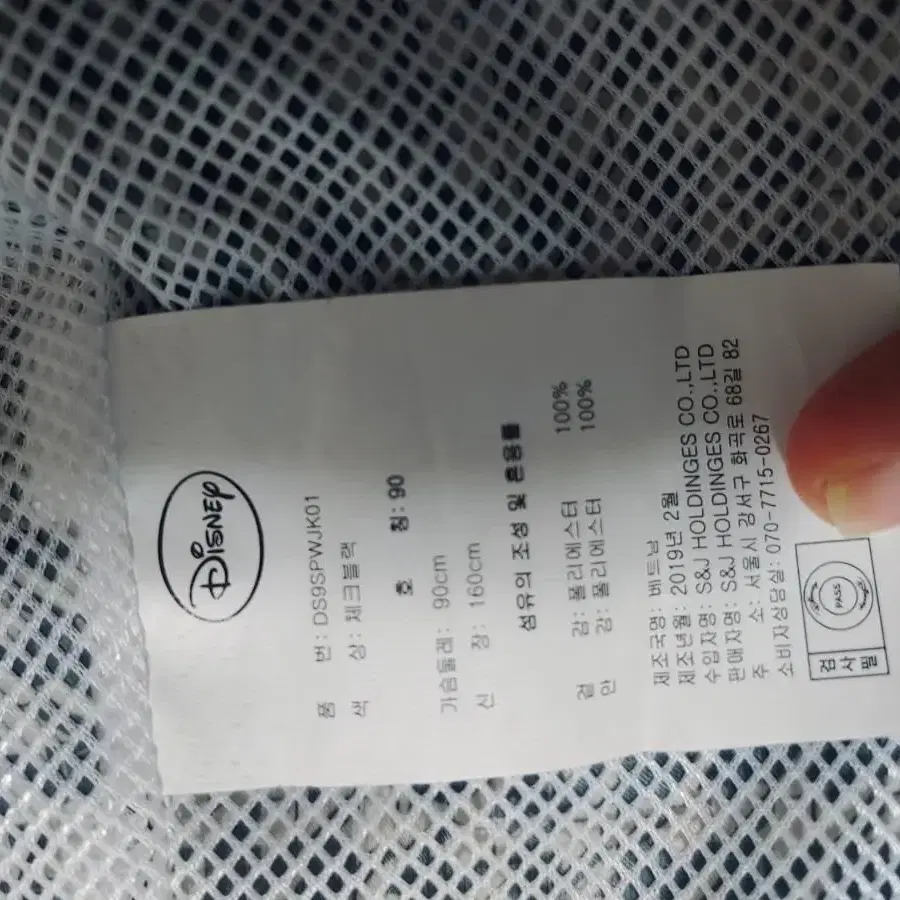 Disney
품 번: DS9SPWJK01
색 상: 체크블랙
호 칭: 90
가슴둘레: 90cm
신 장: 160cm
섬유의 조성 및 혼용률
겉 감: 폴리에스터 100%
안 감: 폴리에스터 100%
제조국명: 베트남
제조년월: 2019년 2월
수입자명: S&J HOLDINGES CO.,LTD
판매자명: S&J HOLDINGES CO.,LTD
주 소: 서울시 강서구 화곡로 68길 82
소비자상담실: 070-7715-0267
검사필
PASS